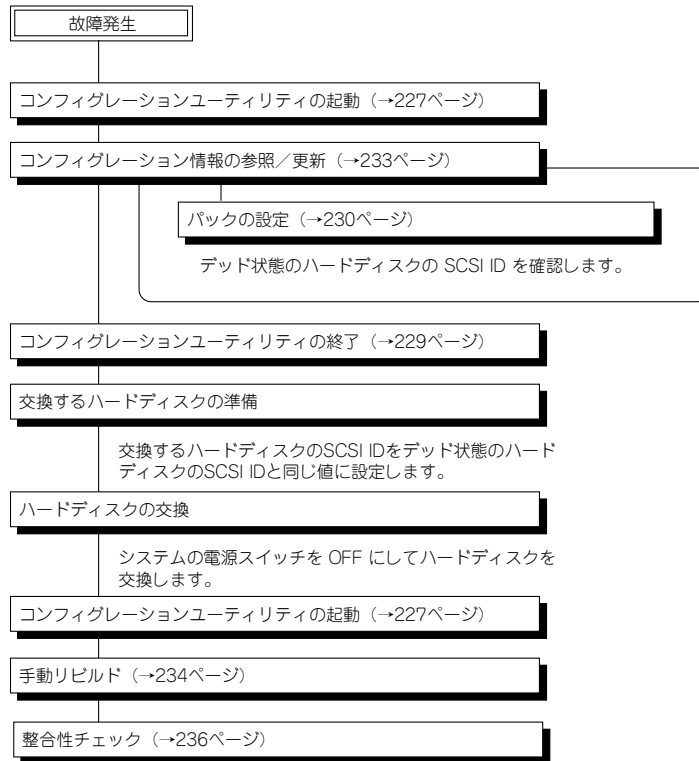 故障発生
コンフィグレーションユーティリティの起動（→227ページ）
コンフィグレーション情報の参照／更新（→233ページ）
パックの設定（→230ページ）
デッド状態のハードディスクの SCSI ID を確認します。
コンフィグレーションユーティリティの終了（→229ページ）
交換するハードディスクの準備
交換するハードディスクのSCSI IDをデッド状態のハード
ディスクのSCSI IDと同じ値に設定します。
ハードディスクの交換
システムの電源スイッチを OFF にしてハードディスクを
交換します。
コンフィグレーションユーティリティの起動（→227ページ）
手動リビルド（→234ページ）
整合性チェック（→236ページ）